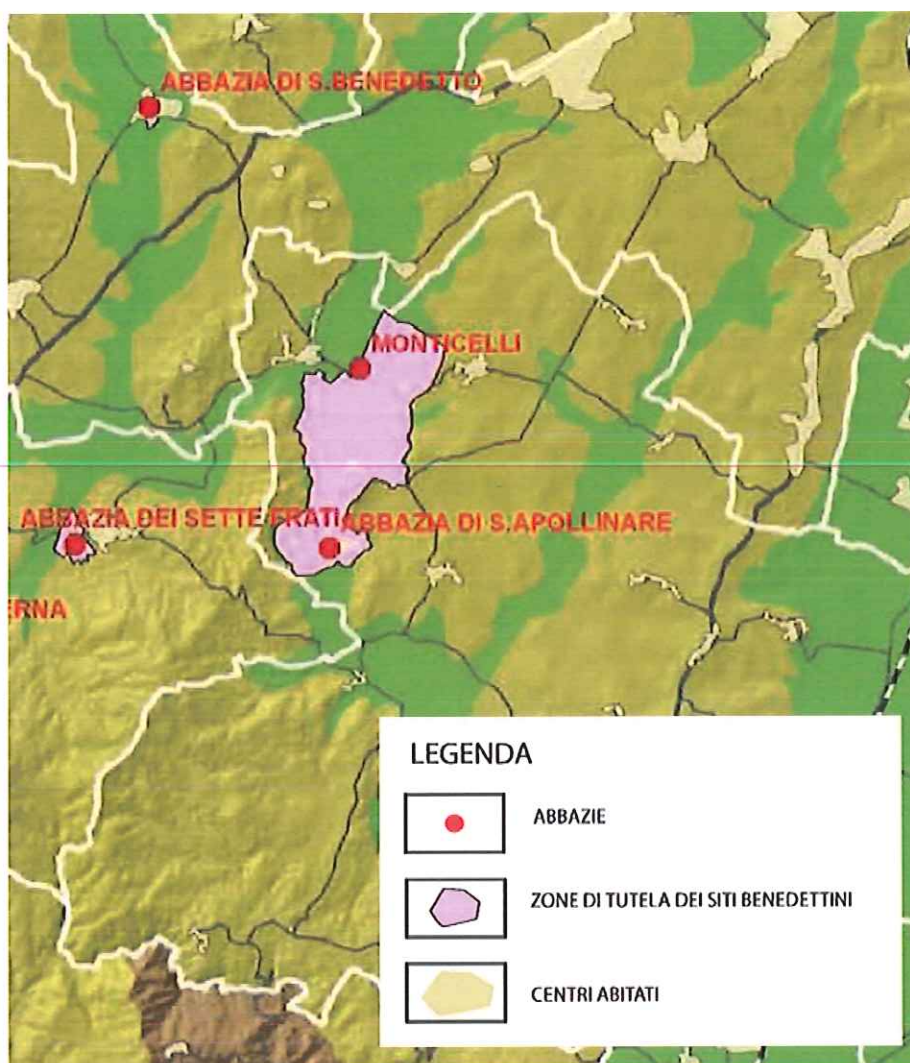 ABBAZIA DI S.BENEDETTO
MONTICELLI
ABBAZIA DEI SETTE FRATI
ABBAZIA DI S.APOLLINARE
ERNA
LEGENDA
ABBAZIE
ZONE DI TUTELA DEI SITI BENEDETTINI
CENTRI ABITATI